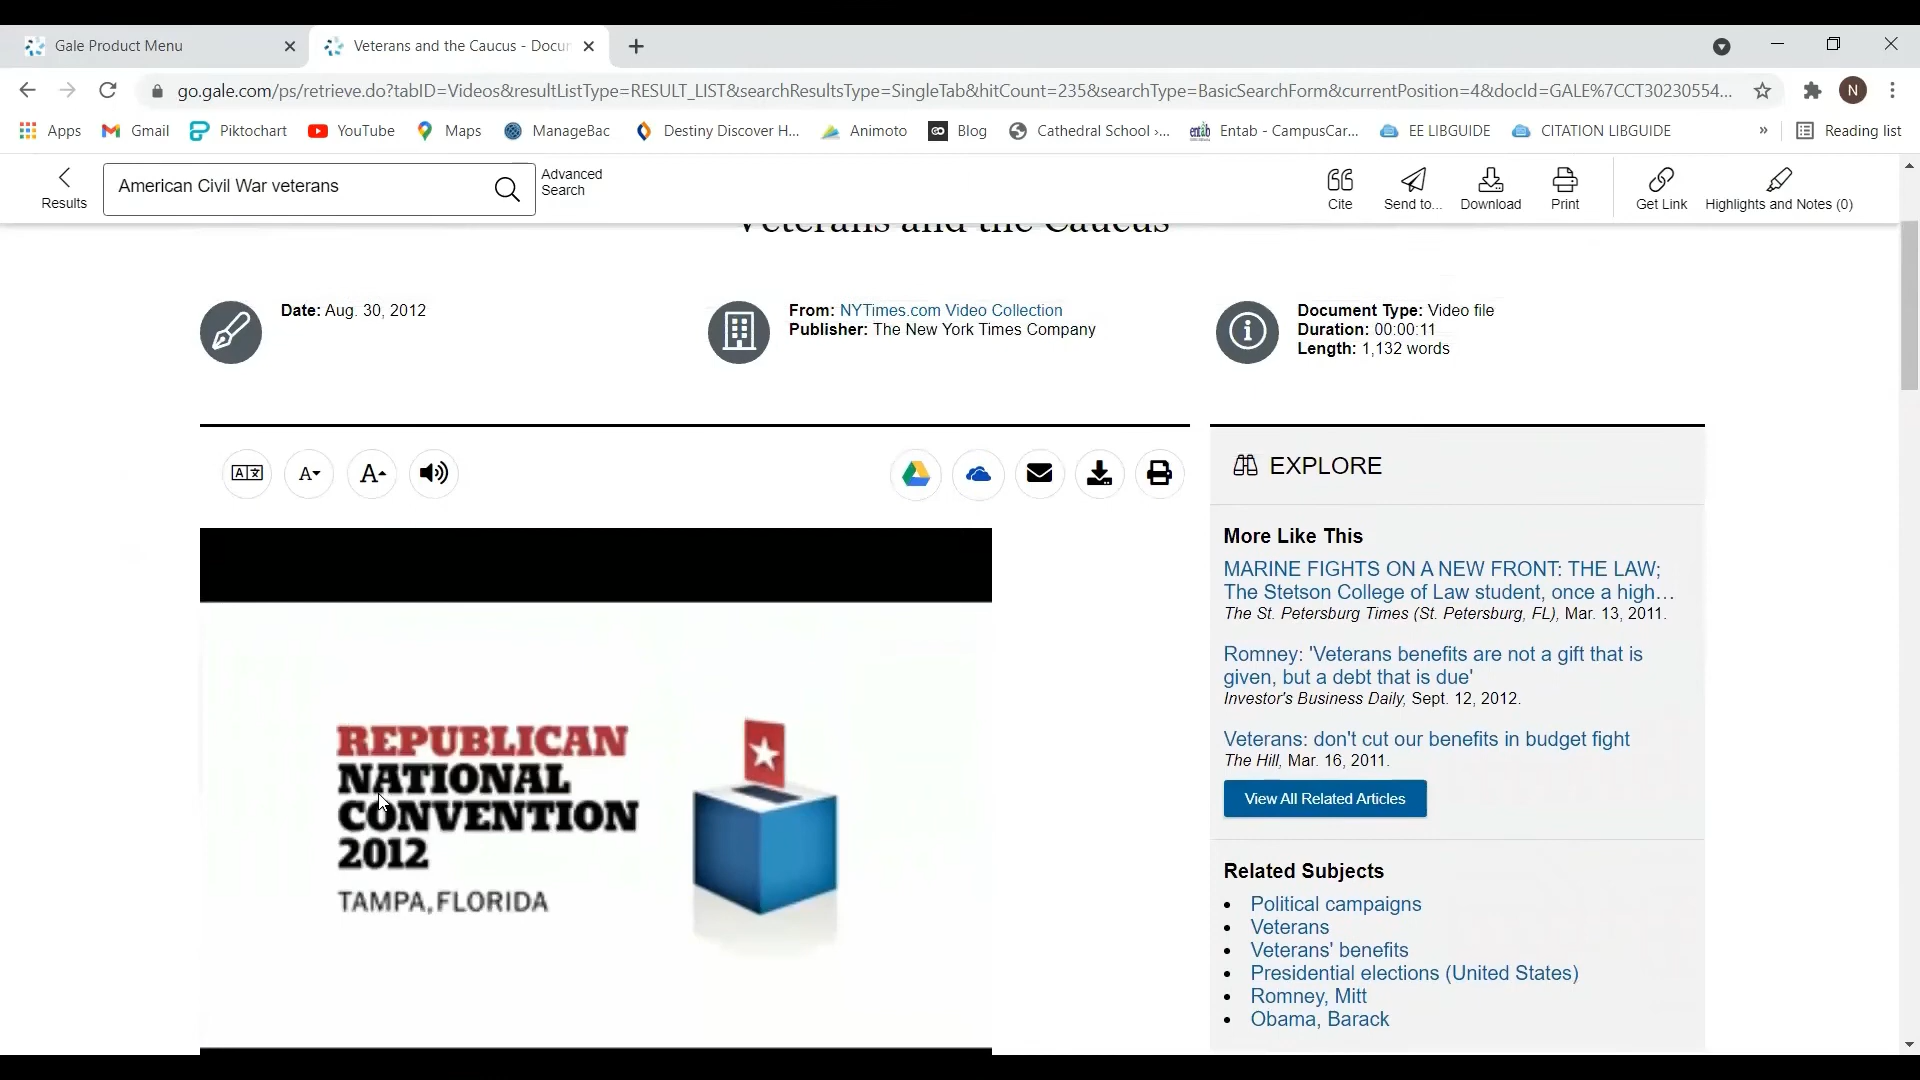 Gale Product Menu
Veterans and the Caucus - Docur
go.gale.com/ps/retrieve.do?tabID=Videos&resultListType=RESULT_LIST&searchResultsType=SingleTab&hitCount=235&searchType=BasicSearchForm&currentPosition=4&docId=GALE%7CCT30230554...
N
Apps
Gmail
Piktochart
YouTube
Maps
ManageBac
Destiny Discover H...
Animoto
GO
Blog
Cathedral School ›...
entab
Entab - CampusCar...
EE LIBGUIDE
CITATION LIBGUIDE
»
Reading list
Results
American Civil War veterans
Advanced
Search
Cite
Send to...
Download
Print
Get Link
Highlights and Notes (0)
Veterans and the Caucus
Date: Aug. 30, 2012
From: NYTimes.com Video Collection
Publisher: The New York Times Company
Document Type: Video file
Duration: 00:00:11
Length: 1,132 words
A
A
A
EXPLORE
More Like This
MARINE FIGHTS ON A NEW FRONT: THE LAW;
The Stetson College of Law student, once a high...
The St. Petersburg Times (St. Petersburg, FL), Mar. 13, 2011.
Romney: 'Veterans benefits are not a gift that is
given, but a debt that is due'
Investor's Business Daily, Sept. 12, 2012.
Veterans: don't cut our benefits in budget fight
The Hill, Mar. 16, 2011.
View All Related Articles
REPUBLICAN
NATIONAL
CONVENTION
2012
TAMPA, FLORIDA
Related Subjects
• Political campaigns
• Veterans
• Veterans' benefits
• Presidential elections (United States)
• Romney, Mitt
• Obama, Barack